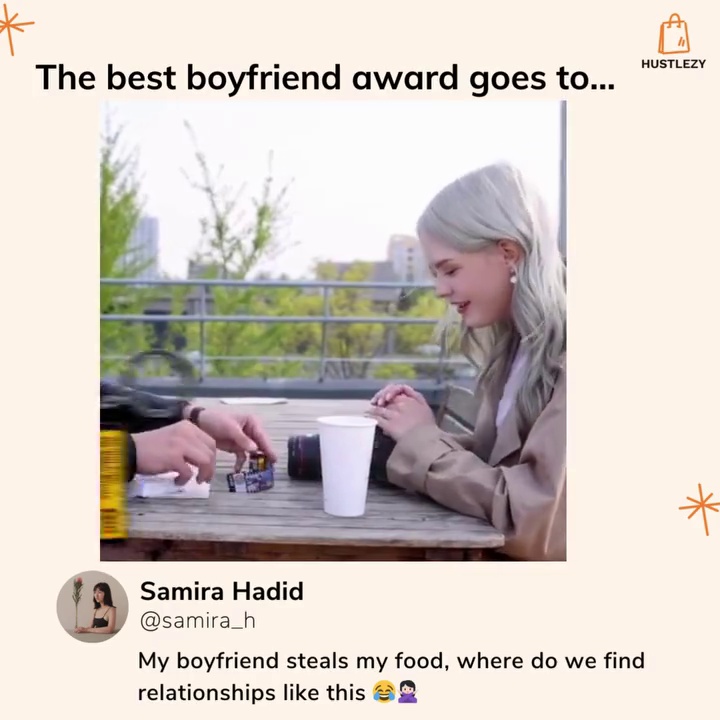 HUSTLEZY
The best boyfriend award goes to...
Samira Hadid
@samira_h
My boyfriend steals my food, where do we find
relationships like this 😂🤦🏻‍♀️